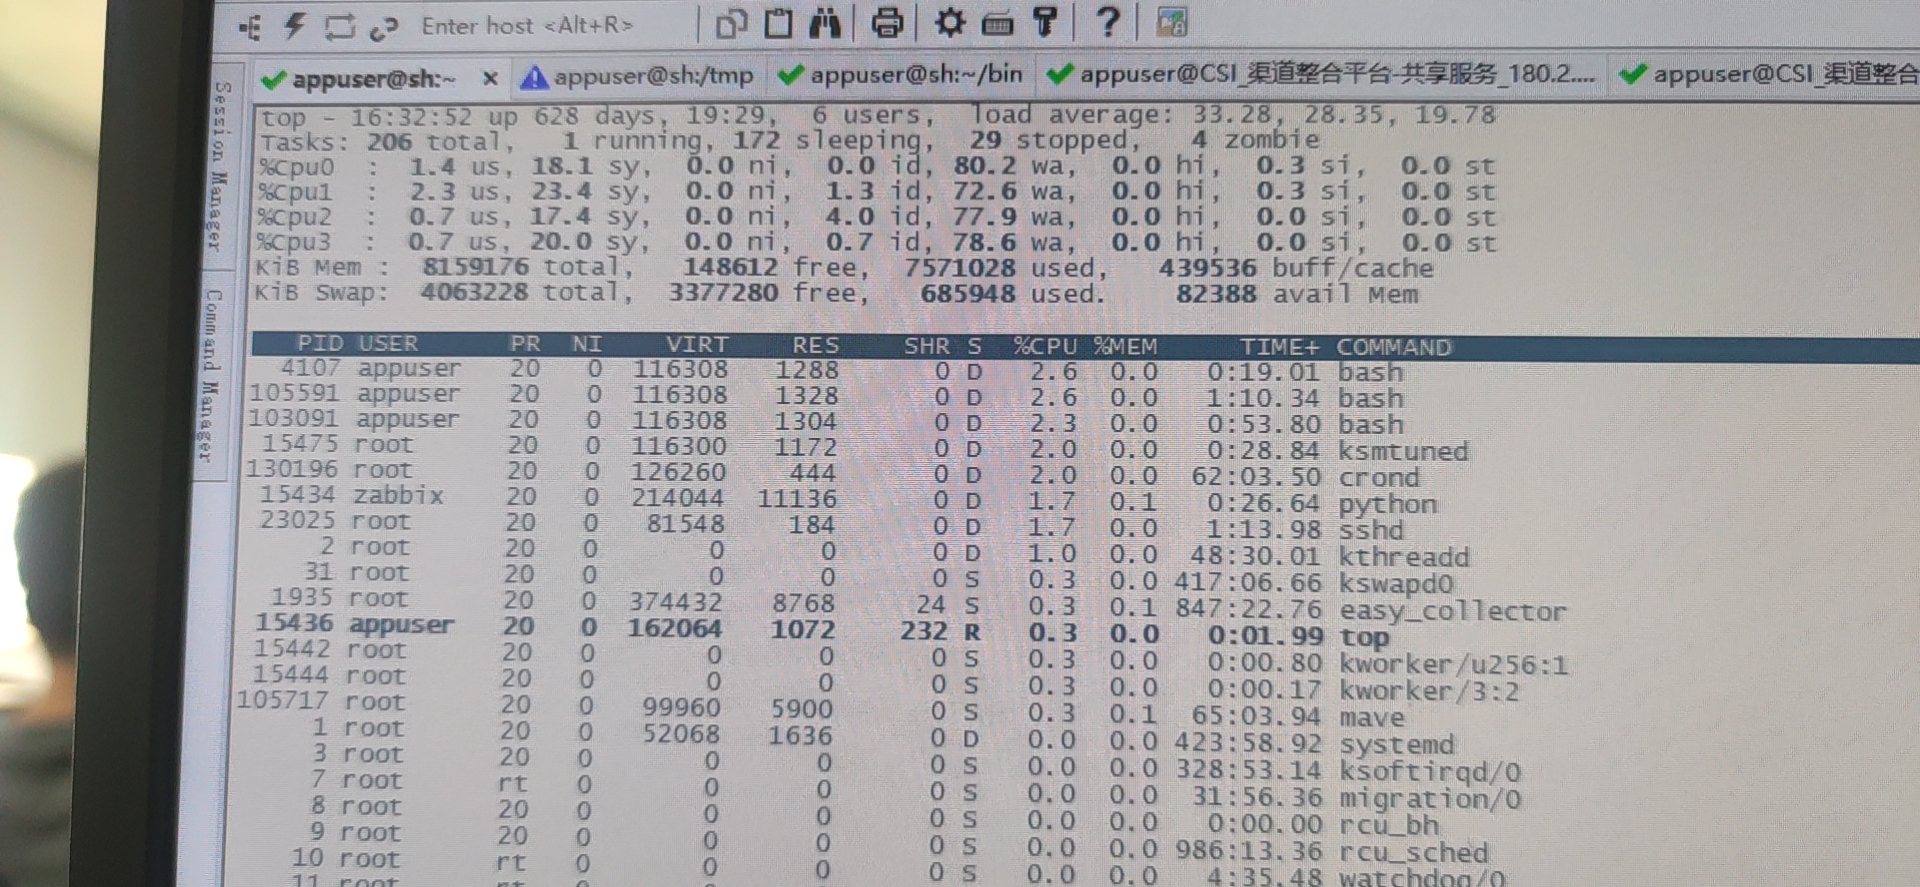 Enter host <Alt+R>
appuser@sh:~ × appuser@sh:/tmp appuser@sh:~/bin appuser@CSI_渠道整合平台-共享服务_180.2.... appuser@CSI_渠道整合
Session Manager
Command Manager
top - 16:32:52 up 628 days, 19:29, 6 users, load average: 33.28, 28.35, 19.78
Tasks: 206 total, 1 running, 172 sleeping, 29 stopped, 4 zombie
%Cpu0 : 1.4 us, 18.1 sy, 0.0 ni, 0.0 id, 80.2 wa, 0.0 hi, 0.3 si, 0.0 st
%Cpu1 : 2.3 us, 23.4 sy, 0.0 ni, 1.3 id, 72.6 wa, 0.0 hi, 0.3 si, 0.0 st
%Cpu2 : 0.7 us, 17.4 sy, 0.0 ni, 4.0 id, 77.9 wa, 0.0 hi, 0.0 si, 0.0 st
%Cpu3 : 0.7 us, 20.0 sy, 0.0 ni, 0.7 id, 78.6 wa, 0.0 hi, 0.0 si, 0.0 st
KiB Mem : 8159176 total, 148612 free, 7571028 used, 439536 buff/cache
KiB Swap: 4063228 total, 3377280 free, 685948 used. 82388 avail Mem
PID USER PR NI VIRT RES SHR S %CPU %MEM TIME+ COMMAND
4107 appuser 20 0 116308 1288 0 D 2.6 0.0 0:19.01 bash
105591 appuser 20 0 116308 1328 0 D 2.6 0.0 1:10.34 bash
103091 appuser 20 0 116308 1304 0 D 2.3 0.0 0:53.80 bash
15475 root 20 0 116300 1172 0 D 2.0 0.0 0:28.84 ksmtuned
130196 root 20 0 126260 444 0 D 2.0 0.0 62:03.50 crond
15434 zabbix 20 0 214044 11136 0 D 1.7 0.1 0:26.64 python
23025 root 20 0 81548 184 0 D 1.7 0.0 1:13.98 sshd
2 root 20 0 0 0 0 D 1.0 0.0 48:30.01 kthreadd
31 root 20 0 0 0 0 S 0.3 0.0 417:06.66 kswapd0
1935 root 20 0 374432 8768 24 S 0.3 0.1 847:22.76 easy_collector
15436 appuser 20 0 162064 1072 232 R 0.3 0.0 0:01.99 top
15442 root 20 0 0 0 0 S 0.3 0.0 0:00.80 kworker/u256:1
15444 root 20 0 0 0 0 S 0.3 0.0 0:00.17 kworker/3:2
105717 root 20 0 99960 5900 0 S 0.3 0.1 65:03.94 mave
1 root 20 0 52068 1636 0 D 0.0 0.0 423:58.92 systemd
3 root 20 0 0 0 0 S 0.0 0.0 328:53.14 ksoftirqd/0
7 root rt 0 0 0 0 S 0.0 0.0 31:56.36 migration/0
8 root 20 0 0 0 0 S 0.0 0.0 0:00.00 rcu_bh
9 root 20 0 0 0 0 S 0.0 0.0 986:13.36 rcu_sched
10 root rt 0 0 0 0 S 0.0 0.0 4:35.48 watchdog/0
11 root rt